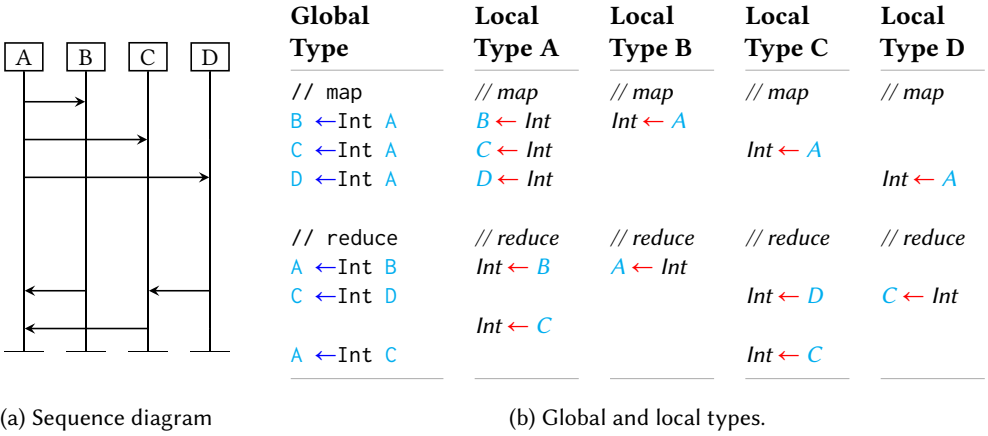 Global Type
Local Type A
Local Type B
Local Type C
Local Type D
A B C D
// map // map // map // map // map
B ←Int A B ← Int Int ← A
C ←Int A C ← Int Int ← A
D ←Int A D ← Int Int ← A
// reduce // reduce // reduce // reduce // reduce
A ←Int B Int ← B A ← Int
C ←Int D Int ← D C ← Int
Int ← C
A ←Int C Int ← C
(a) Sequence diagram
(b) Global and local types.